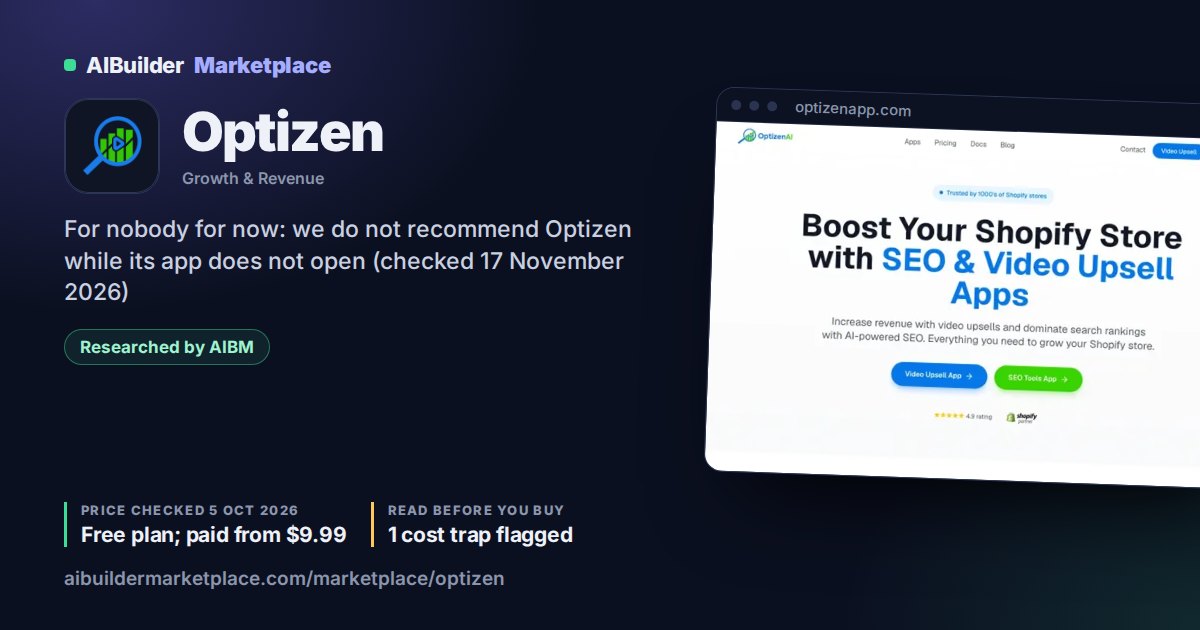 AIBuilder Marketplace
Optizen
Growth & Revenue
For nobody for now: we do not recommend Optizen
while its app does not open (checked 17 November
2026)
Researched by AIBM
PRICE CHECKED 5 OCT 2026
Free plan; paid from $9.99
READ BEFORE YOU BUY
1 cost trap flagged
aibuildermarketplace.com/marketplace/optizen
optizenapp.com
OptizenAI
Apps Pricing Docs Blog
Contact
Video Upsell
Trusted by 1000's of Shopify stores
Boost Your Shopify Store
with SEO & Video Upsell
Apps
Increase revenue with video upsells and dominate search rankings
with AI-powered SEO. Everything you need to grow your Shopify store.
Video Upsell App →
SEO Tools App →
★★★★★ 4.9 rating
shopify
partner